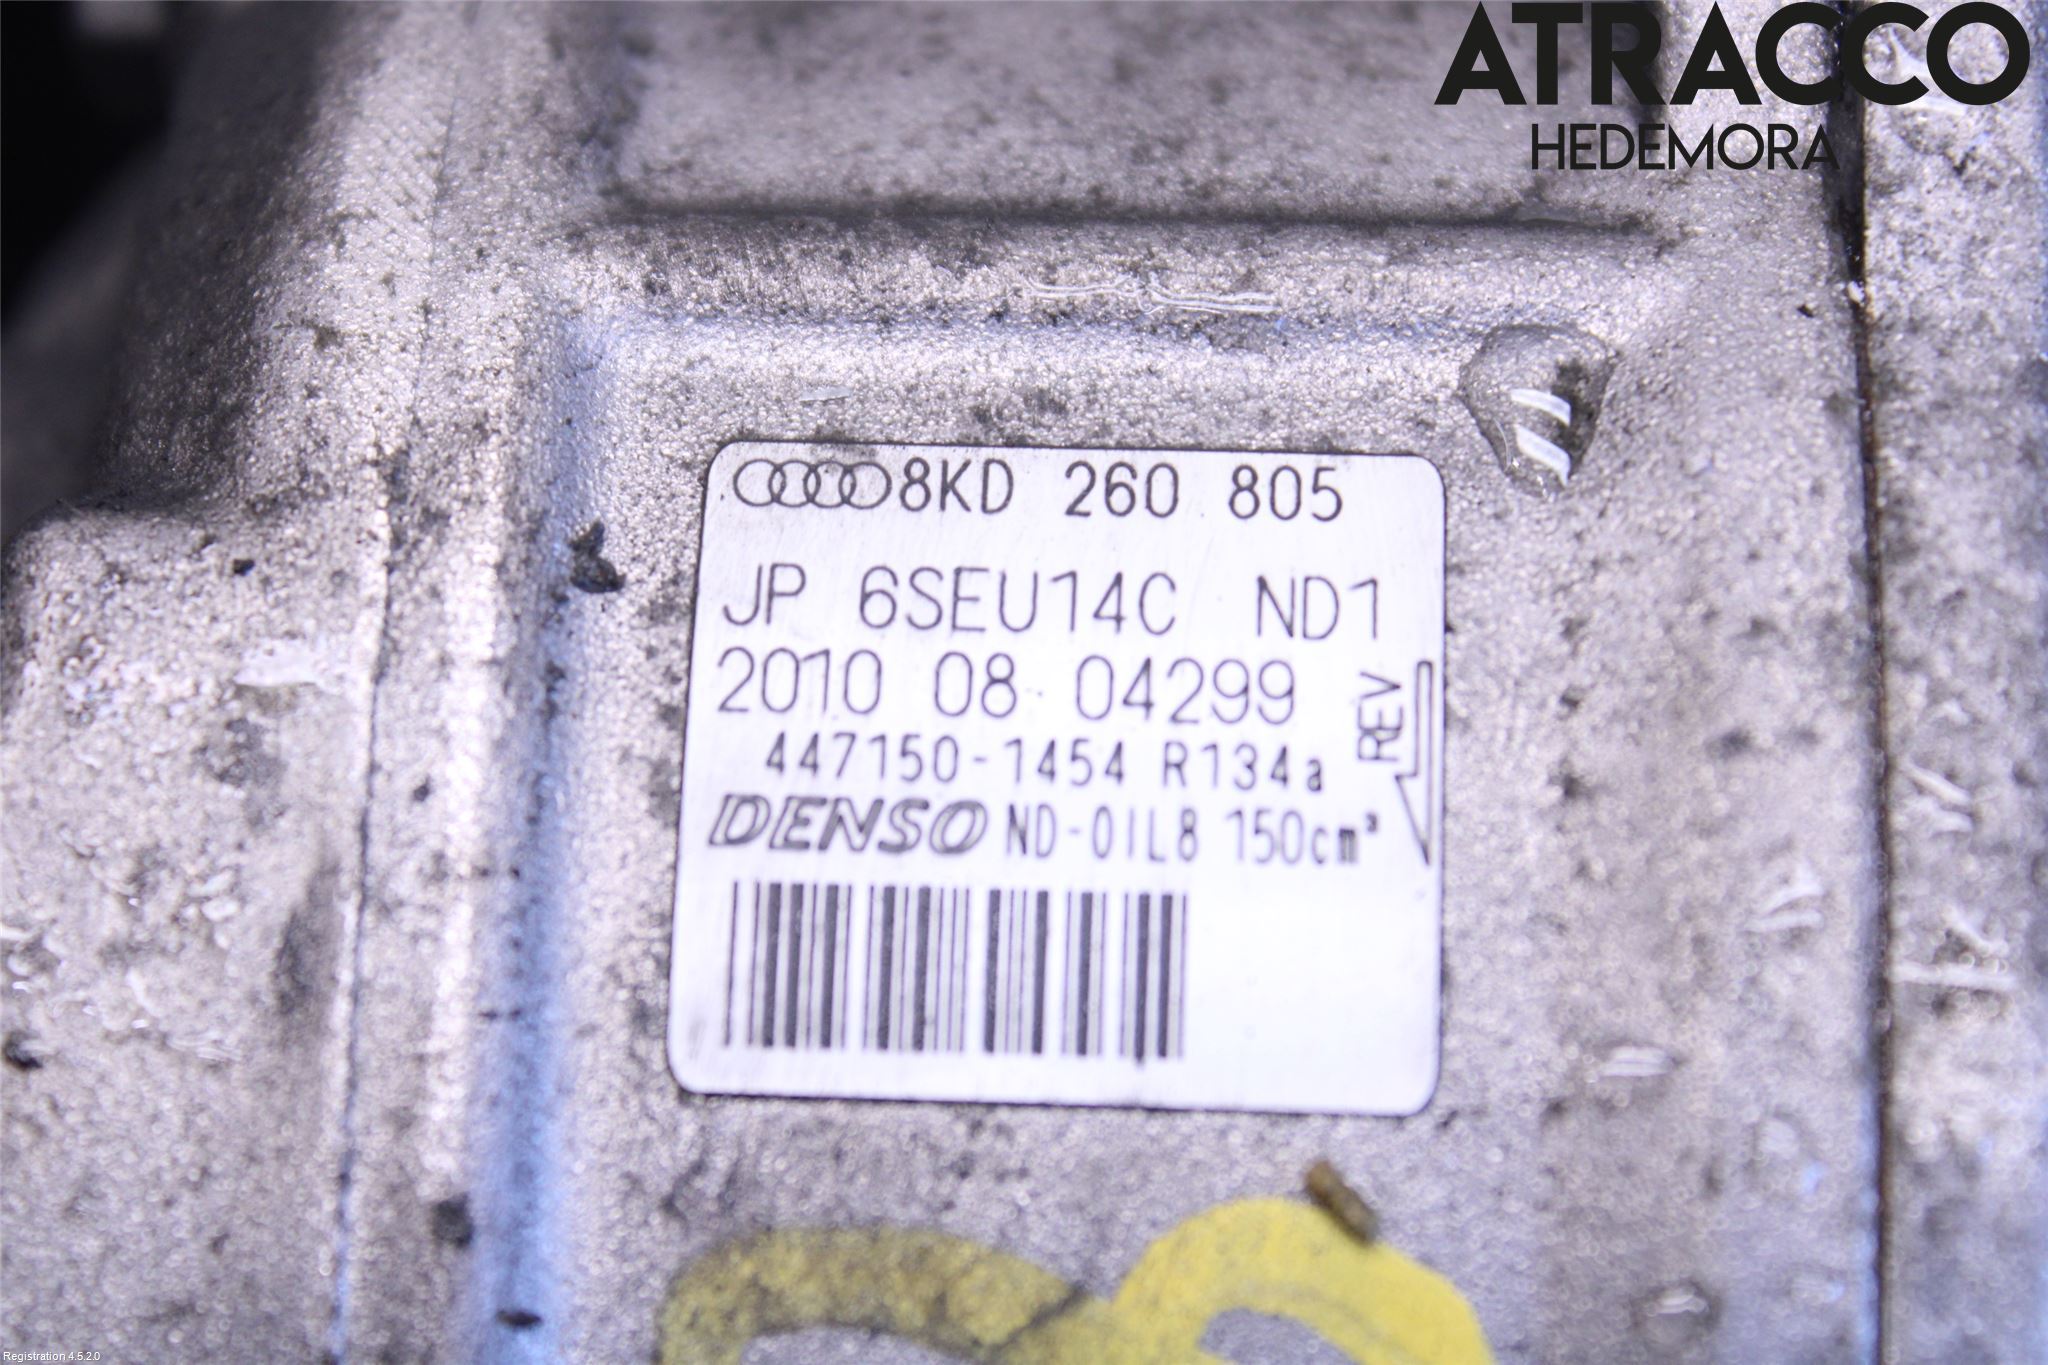 ATRACCO
HEDEMORA
8KD 260 805
JP 6SEU14C ND1
2010 08 04299
REV
447150-1454 R134a
DENSO ND-OIL8 150cm³
Registration 4.5.2.0